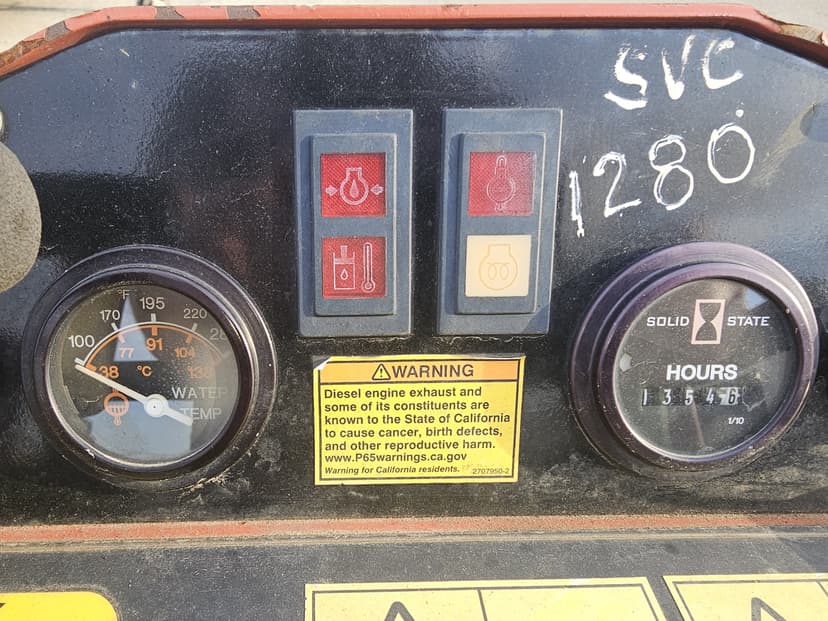 SVC
1280
°F
100 170 195 220
38 77 91 104
°C
WATER
TEMP
SOLID STATE
HOURS
13546
1/10
⚠WARNING
Diesel engine exhaust and
some of its constituents are
known to the State of California
to cause cancer, birth defects,
and other reproductive harm.
www.P65warnings.ca.gov
Warning for California residents. 2707950-2